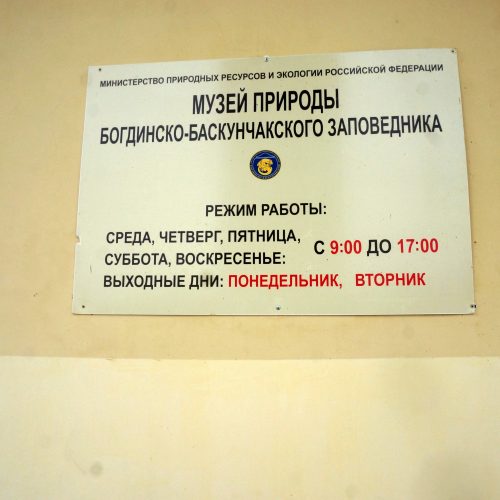 МИНИСТЕРСТВО ПРИРОДНЫХ РЕСУРСОВ И ЭКОЛОГИИ РОССИЙСКОЙ ФЕДЕРАЦИИ
МУЗЕЙ ПРИРОДЫ
БОГДИНСКО-БАСКУНЧАКСКОГО ЗАПОВЕДНИКА
РЕЖИМ РАБОТЫ:
СРЕДА, ЧЕТВЕРГ, ПЯТНИЦА,
СУББОТА, ВОСКРЕСЕНЬЕ:
С 9:00 ДО 17:00
ВЫХОДНЫЕ ДНИ: ПОНЕДЕЛЬНИК, ВТОРНИК